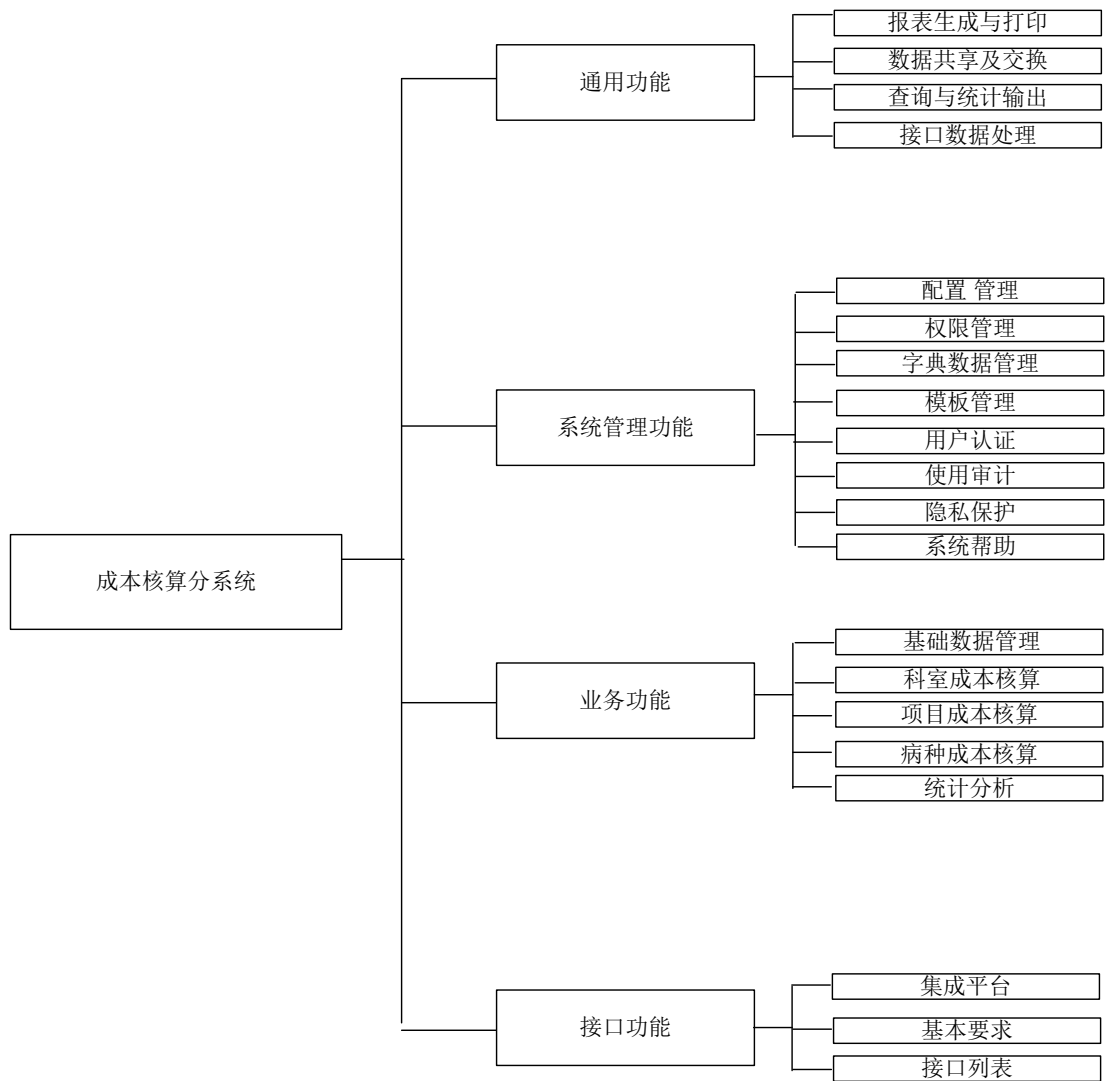 报表生成与打印
数据共享及交换
通用功能
查询与统计输出
接口数据处理
配置 管理
权限管理
字典数据管理
模板管理
系统管理功能
用户认证
使用审计
隐私保护
系统帮助
成本核算分系统
基础数据管理
科室成本核算
业务功能
项目成本核算
病种成本核算
统计分析
集成平台
接口功能
基本要求
接口列表